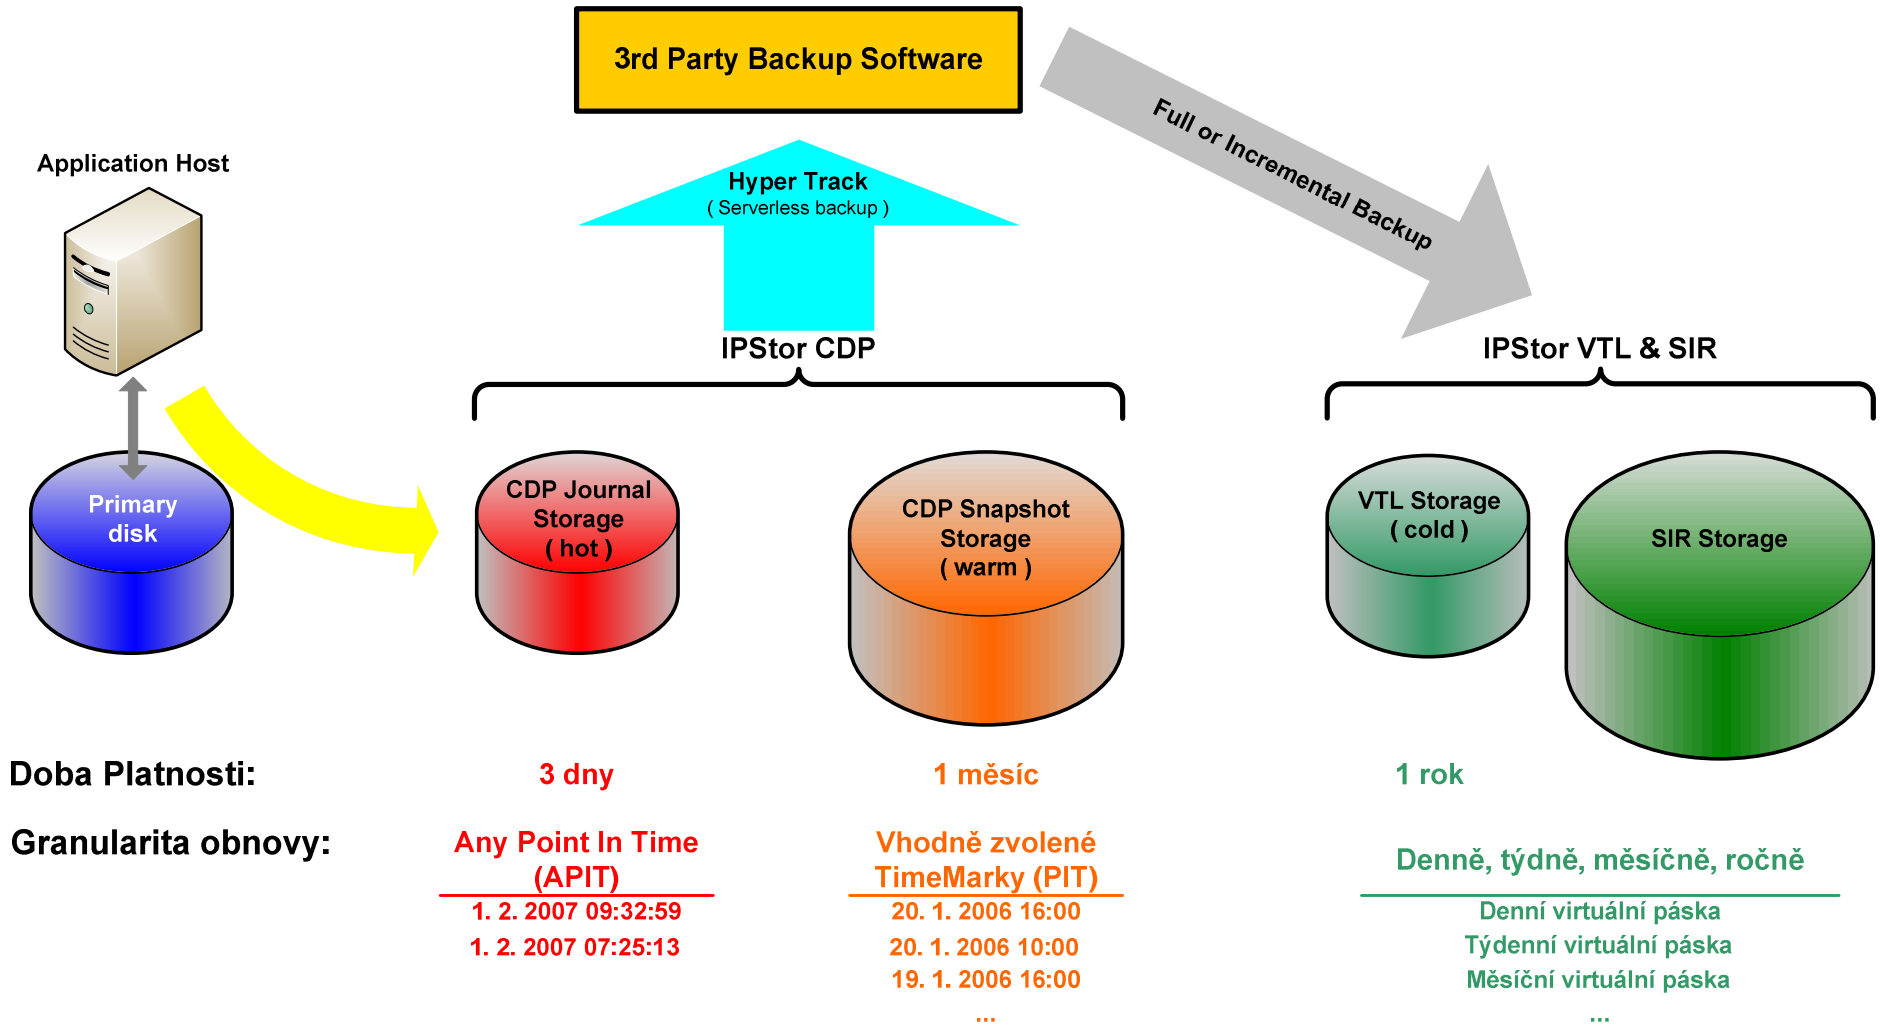 3rd Party Backup Software
Full or Incremental Backup
Application Host
Hyper Track
( Serverless backup )
IPStor CDP
IPStor VTL & SIR
Primary
disk
CDP Journal
Storage
( hot )
CDP Snapshot
Storage
( warm )
VTL Storage
( cold )
SIR Storage
Doba Platnosti:
3 dny
1 měsíc
1 rok
Granularita obnovy:
Any Point In Time
(APIT)
1. 2. 2007 09:32:59
1. 2. 2007 07:25:13
Vhodně zvolené
TimeMarky (PIT)
20. 1. 2006 16:00
20. 1. 2006 10:00
19. 1. 2006 16:00
...
Denně, týdně, měsíčně, ročně
Denní virtuální páska
Týdenní virtuální páska
Měsíční virtuální páska
...